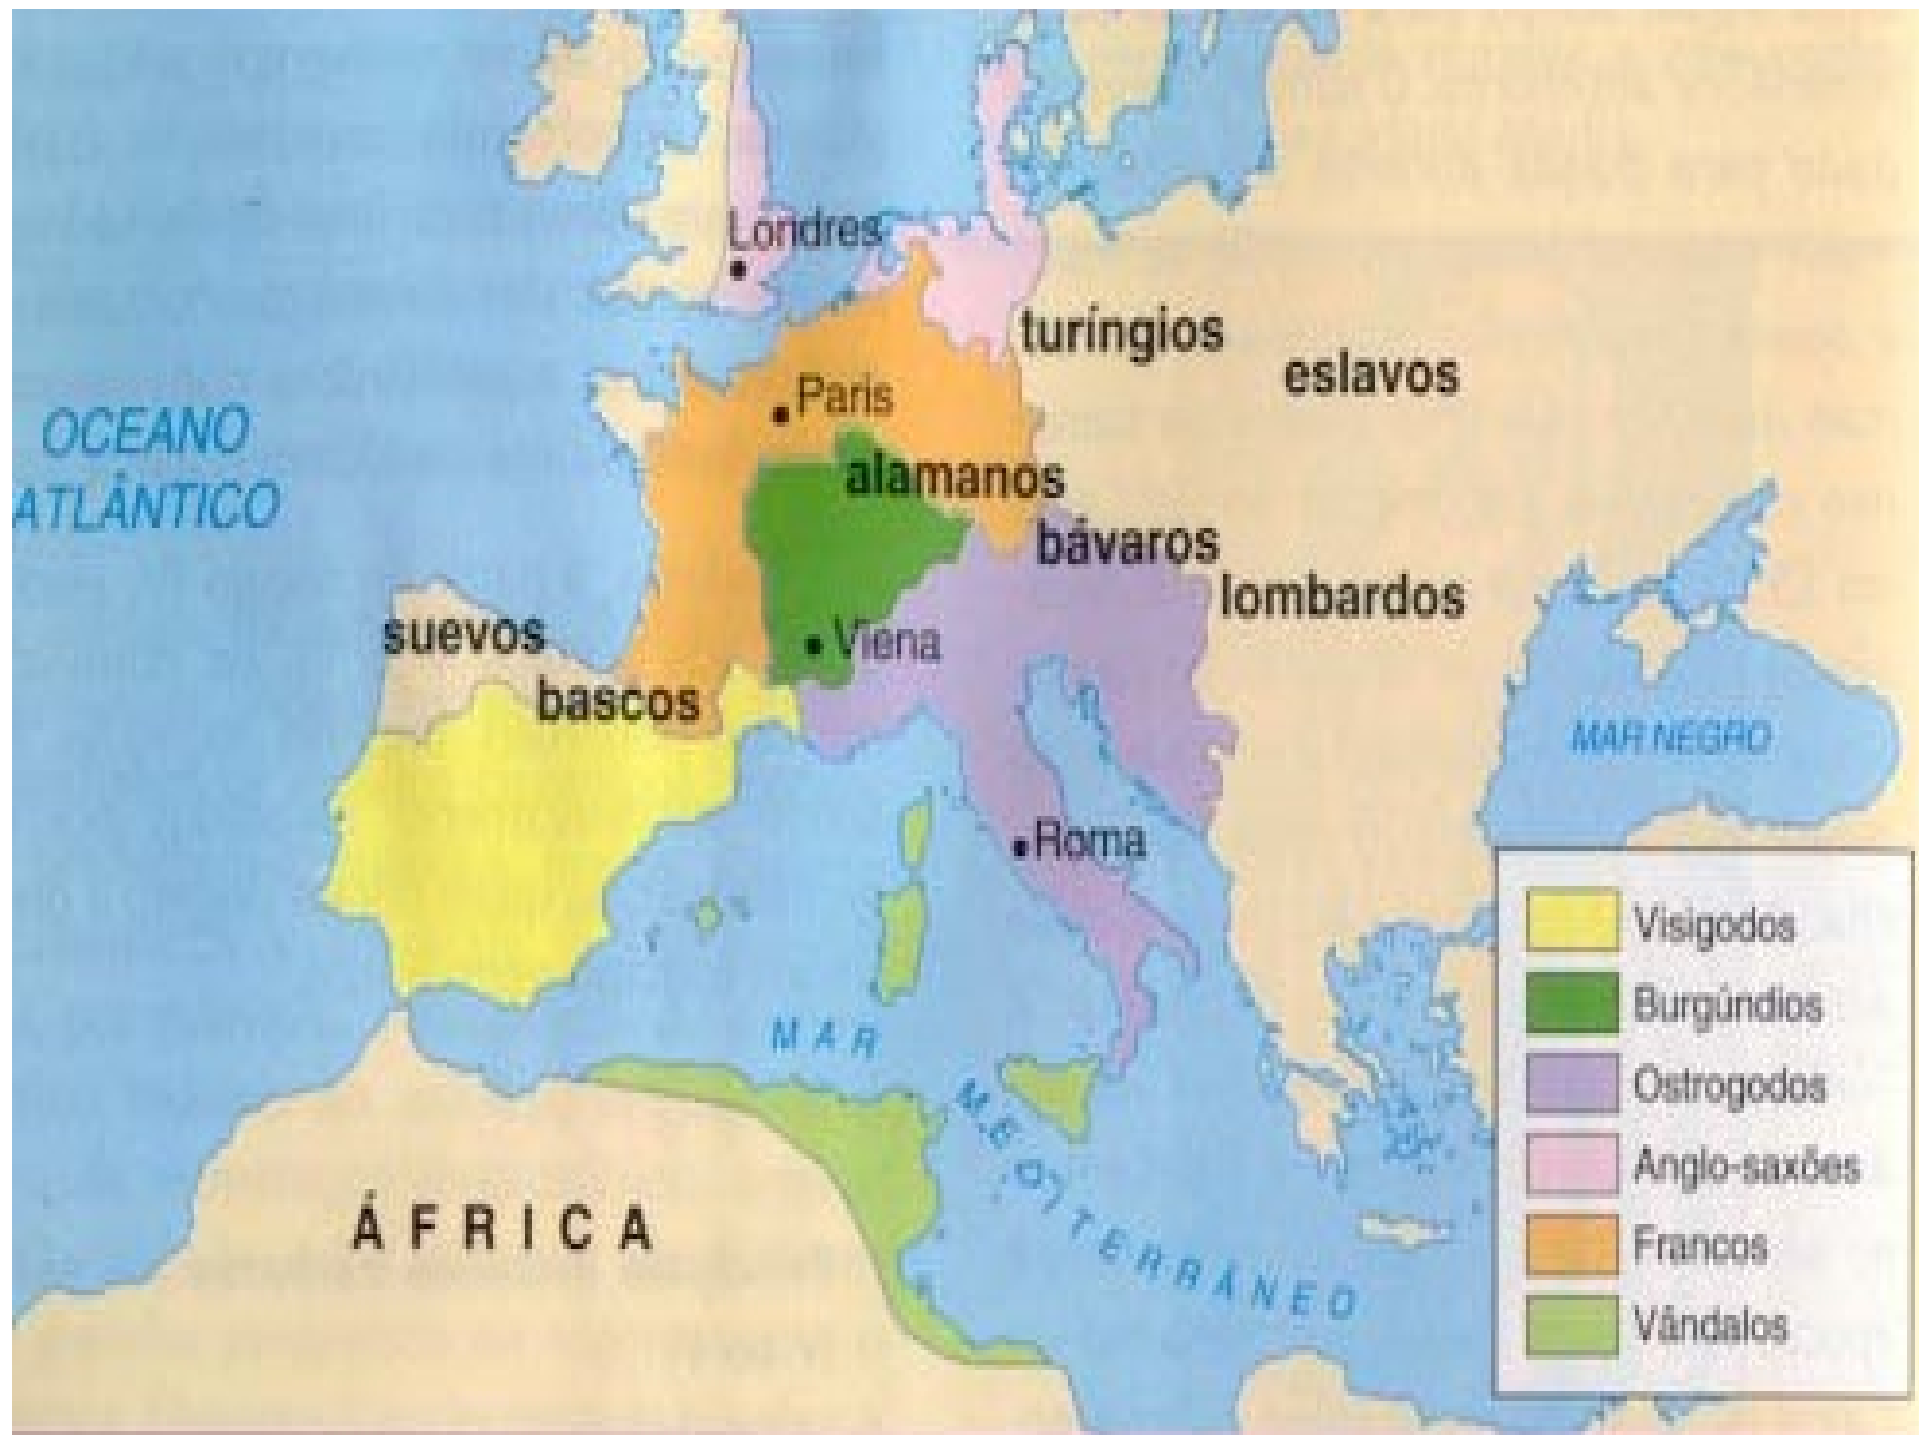 Londres
turíngios
eslavos
Paris
OCEANO
ATLÂNTICO
alamanos
bávaros
lombardos
suevos
Viena
bascos
MAR NEGRO
Roma
MAR
MEDITERRÂNEO
ÁFRICA
Visigodos
Burgúndios
Ostrogodos
Anglo-saxões
Francos
Vândalos